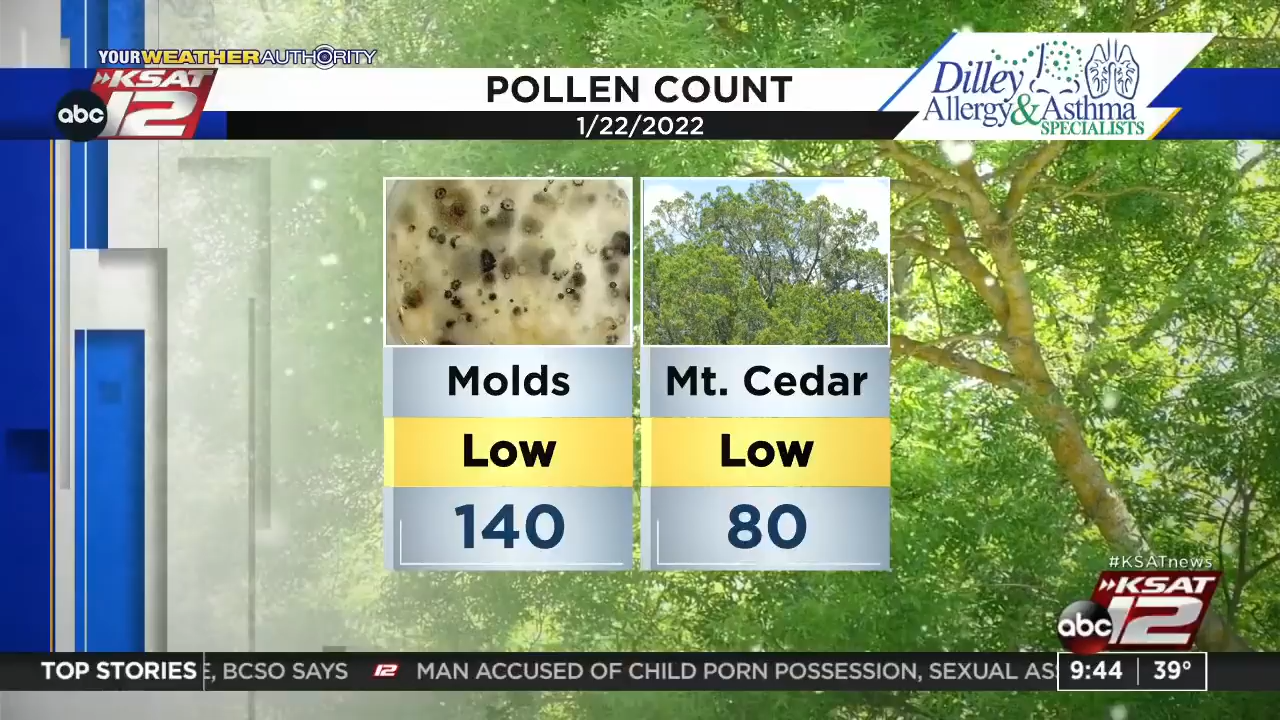 YOUR WEATHER AUTHORITY
KSAT
abc 12
POLLEN COUNT
1/22/2022
Dilley
Allergy & Asthma
SPECIALISTS
Molds
Mt. Cedar
Low
Low
140
80
#KSATnews
KSAT
abc 12
TOP STORIES
, BCSO SAYS 12 MAN ACCUSED OF CHILD PORN POSSESSION, SEXUAL AS
9:44 39°